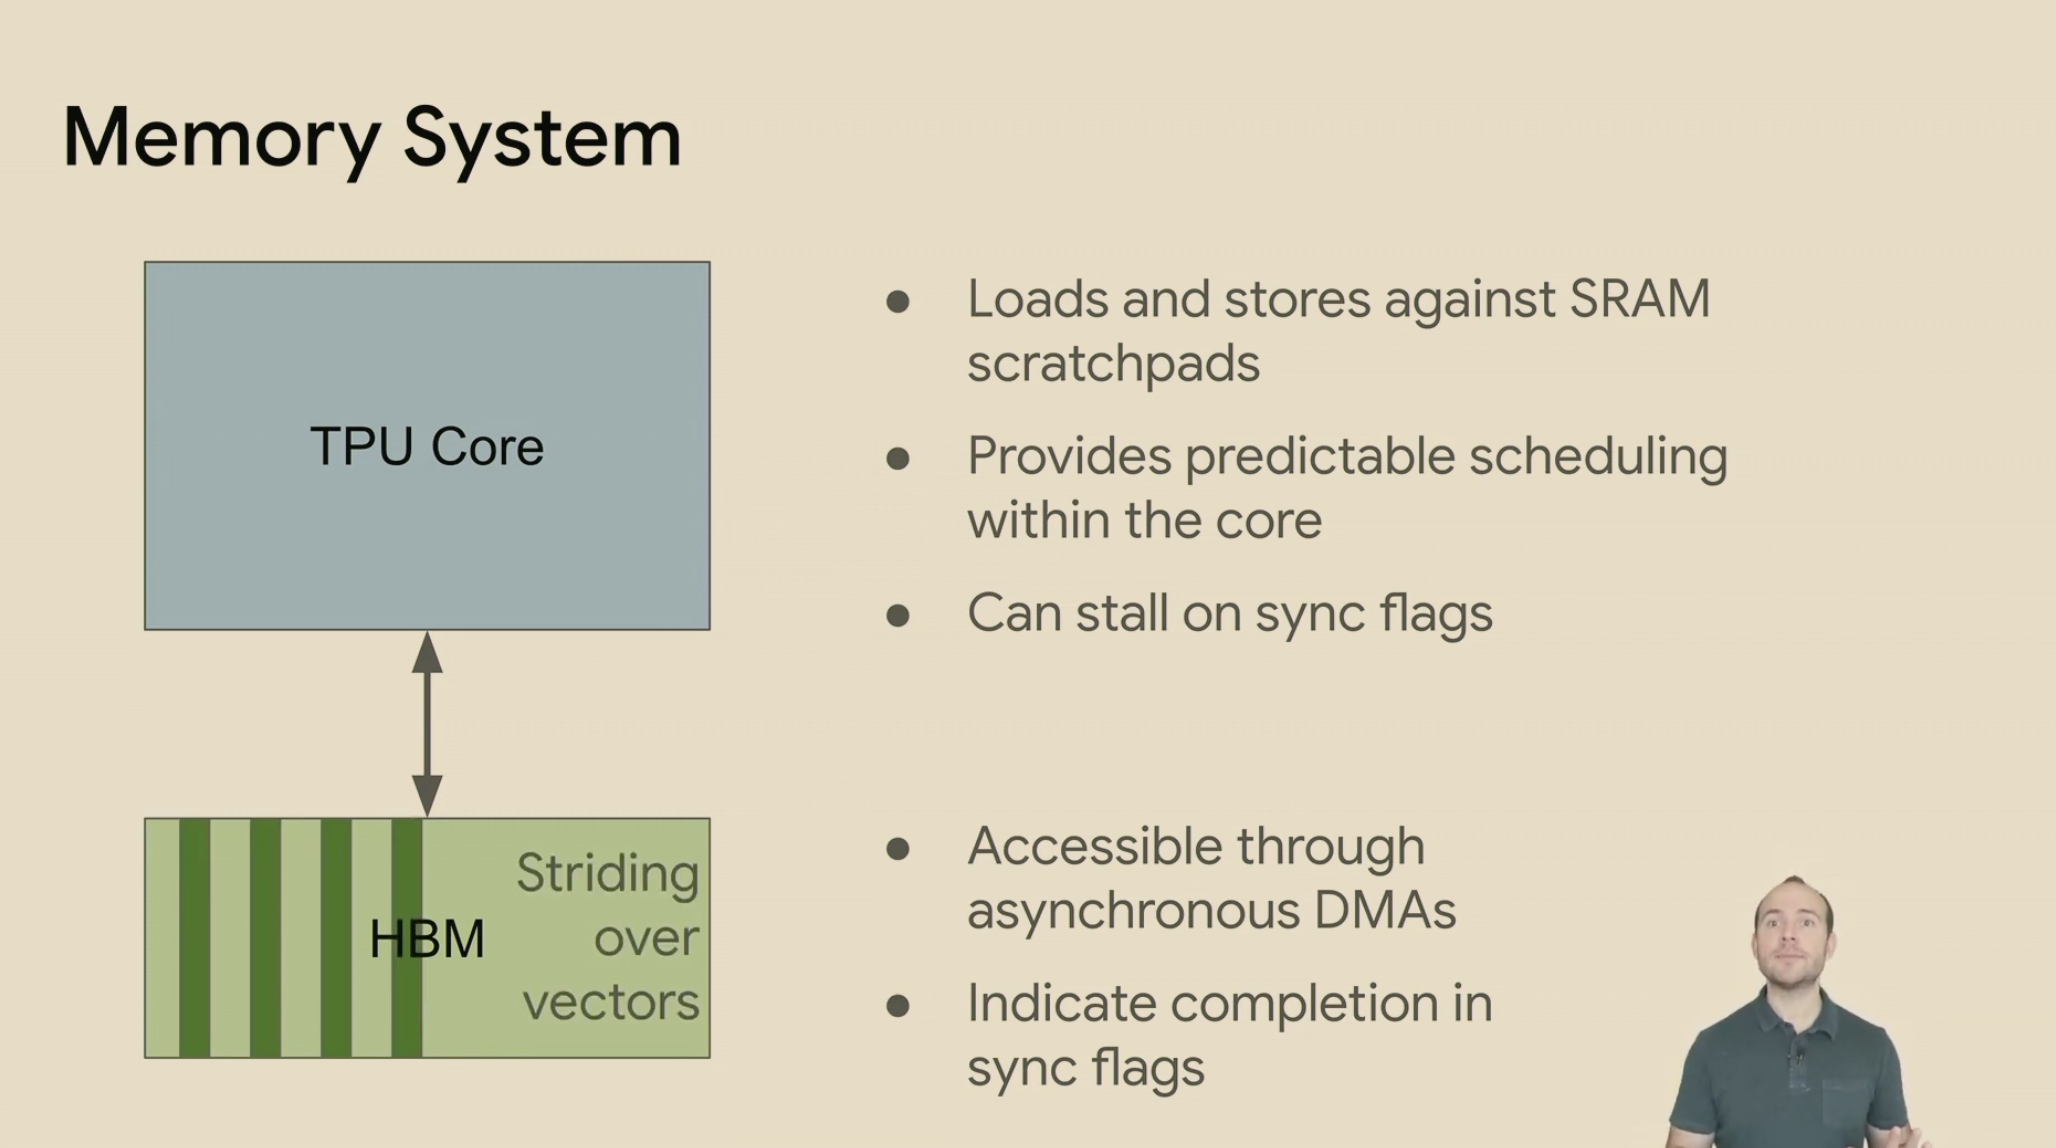 Memory System
TPU Core
● Loads and stores against SRAM
scratchpads
● Provides predictable scheduling
within the core
● Can stall on sync flags
HBM
Striding
over
vectors
● Accessible through
asynchronous DMAs
● Indicate completion in
sync flags